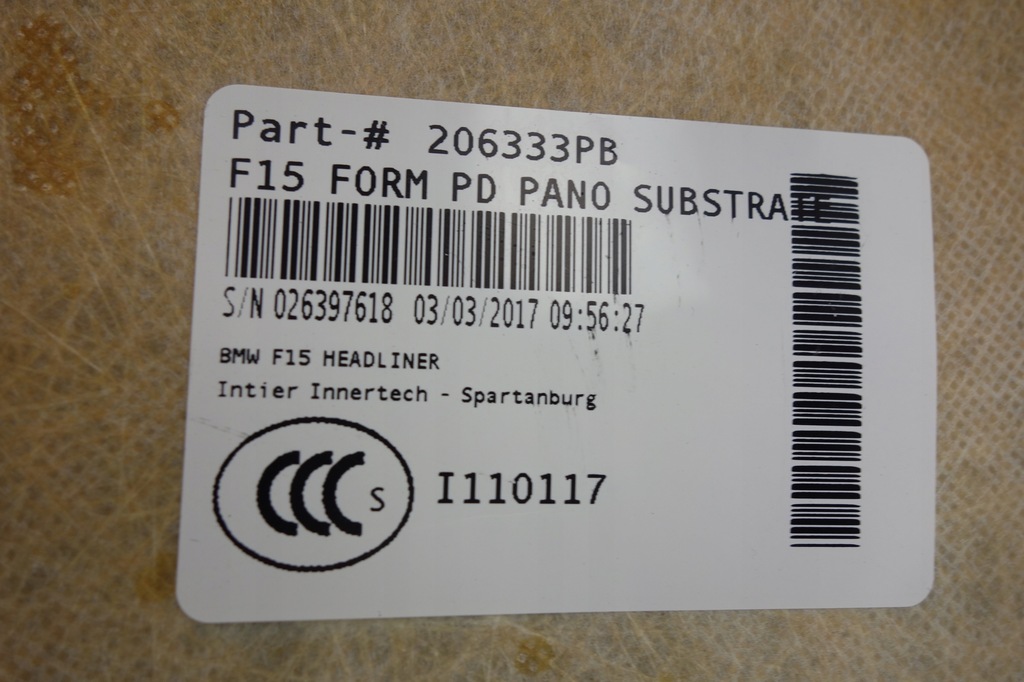 Part-# 206333PB
F15 FORM PD PANO SUBSTRATE
S/N 026397618 03/03/2017 09:56:27
BMW F15 HEADLINER
Intier Innertech - Spartanburg
CCC S I110117